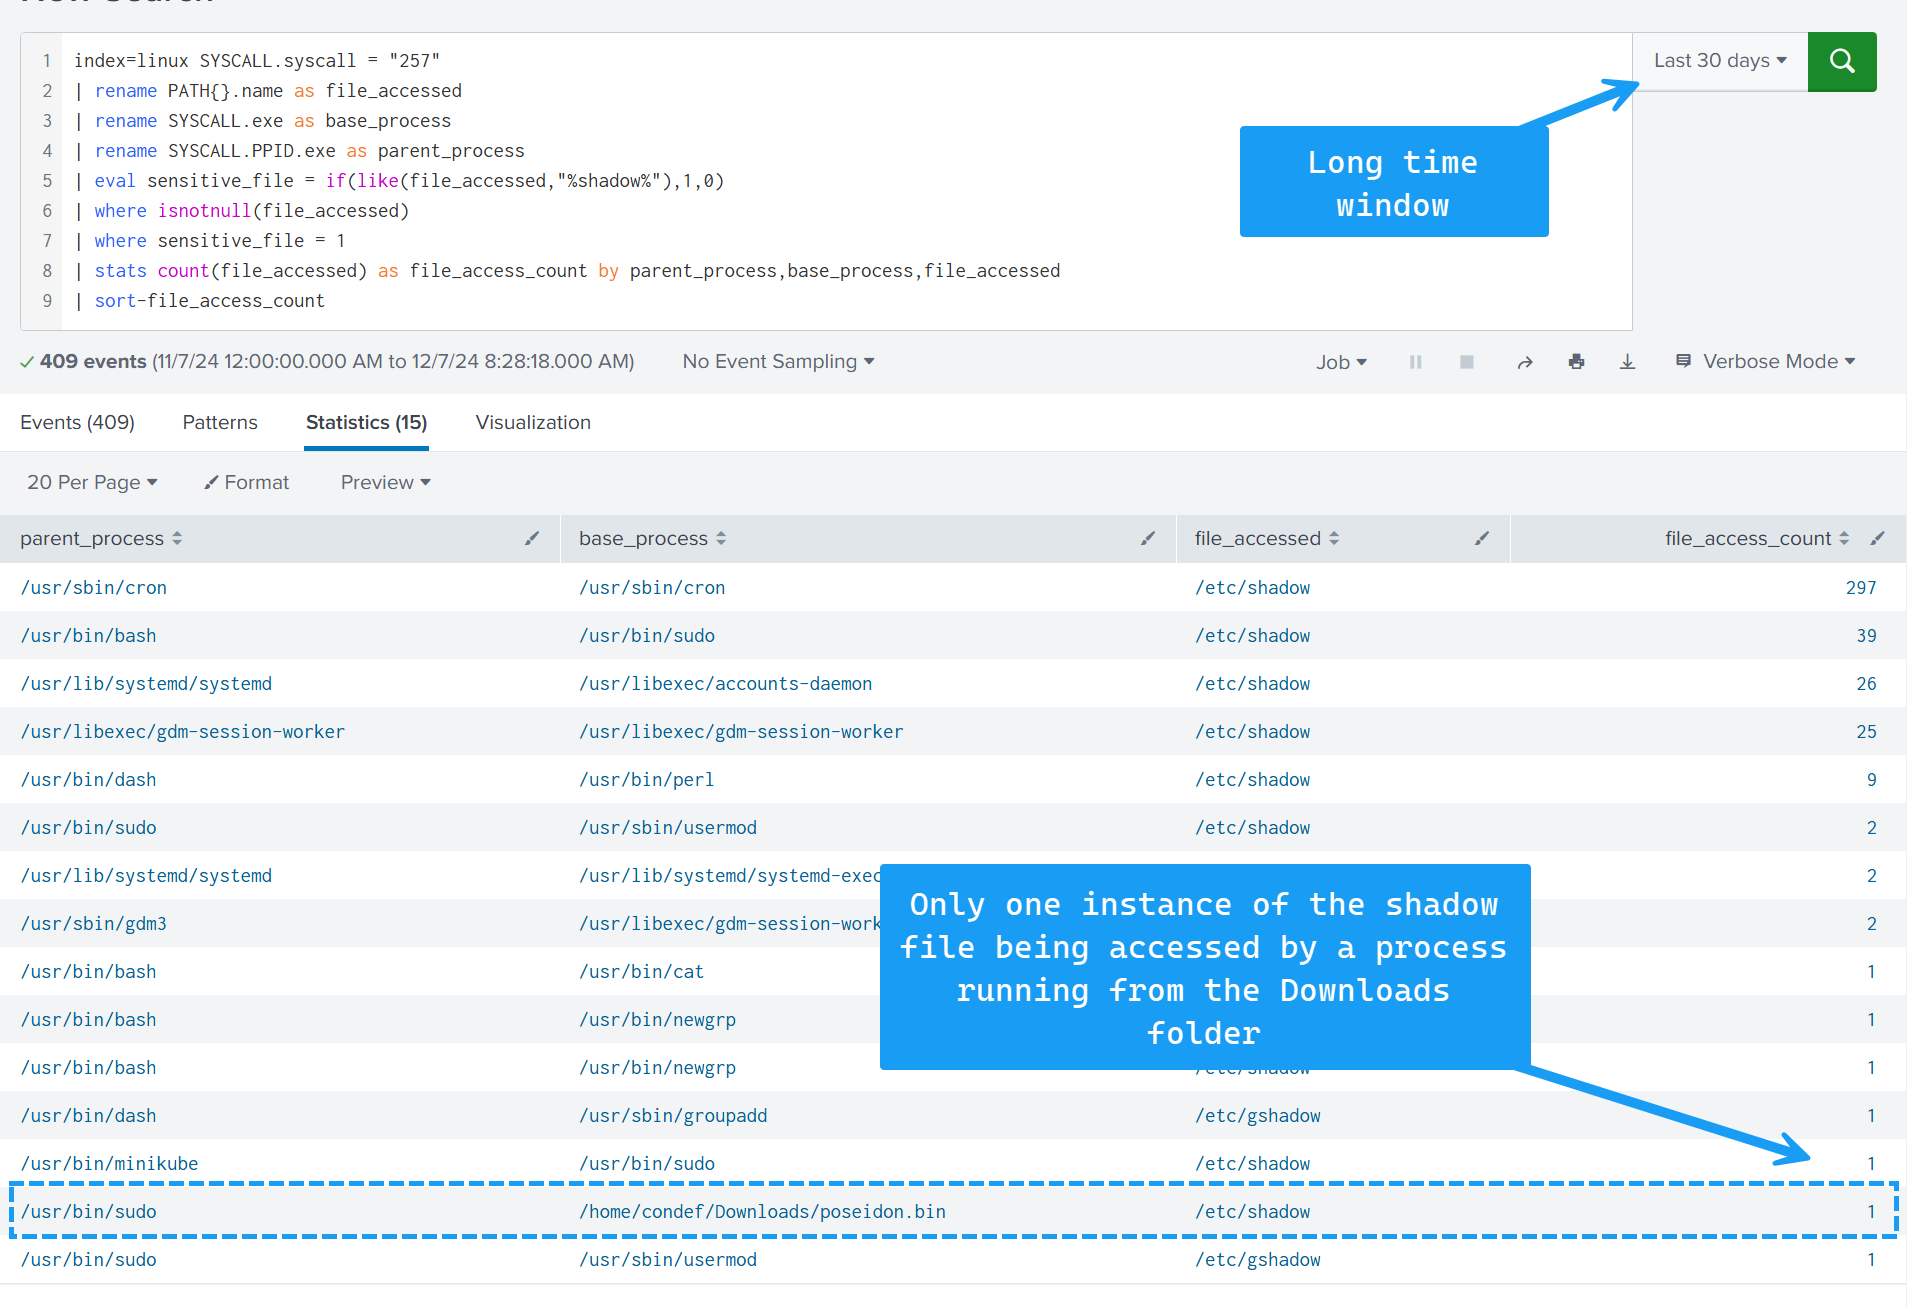 1 index=linux SYSCALL.syscall = "257"
2 | rename PATH{}.name as file_accessed
3 | rename SYSCALL.exe as base_process
4 | rename SYSCALL.PPID.exe as parent_process
5 | eval sensitive_file = if(like(file_accessed,"%shadow%"),1,0)
6 | where isnotnull(file_accessed)
7 | where sensitive_file = 1
8 | stats count(file_accessed) as file_access_count by parent_process,base_process,file_accessed
9 | sort-file_access_count
Last 30 days
Long time
window
409 events (11/7/24 12:00:00.000 AM to 12/7/24 8:28:18.000 AM) No Event Sampling Job Verbose Mode
Events (409) Patterns Statistics (15) Visualization
20 Per Page Format Preview
parent_process base_process file_accessed file_access_count
/usr/sbin/cron /usr/sbin/cron /etc/shadow 297
/usr/bin/bash /usr/bin/sudo /etc/shadow 39
/usr/lib/systemd/systemd /usr/libexec/accounts-daemon /etc/shadow 26
/usr/libexec/gdm-session-worker /usr/libexec/gdm-session-worker /etc/shadow 25
/usr/bin/dash /usr/bin/perl /etc/shadow 9
/usr/bin/sudo /usr/sbin/usermod /etc/shadow 2
/usr/lib/systemd/systemd /usr/lib/systemd/systemd-exec 2
/usr/sbin/gdm3 /usr/libexec/gdm-session-work 2
/usr/bin/bash /usr/bin/cat 1
/usr/bin/bash /usr/bin/newgrp 1
/usr/bin/bash /usr/bin/newgrp 1
Only one instance of the shadow
file being accessed by a process
running from the Downloads
folder
/usr/bin/dash /usr/sbin/groupadd /etc/gshadow 1
/usr/bin/minikube /usr/bin/sudo /etc/shadow 1
/usr/bin/sudo /home/condef/Downloads/poseidon.bin /etc/shadow 1
/usr/bin/sudo /usr/sbin/usermod /etc/gshadow 1